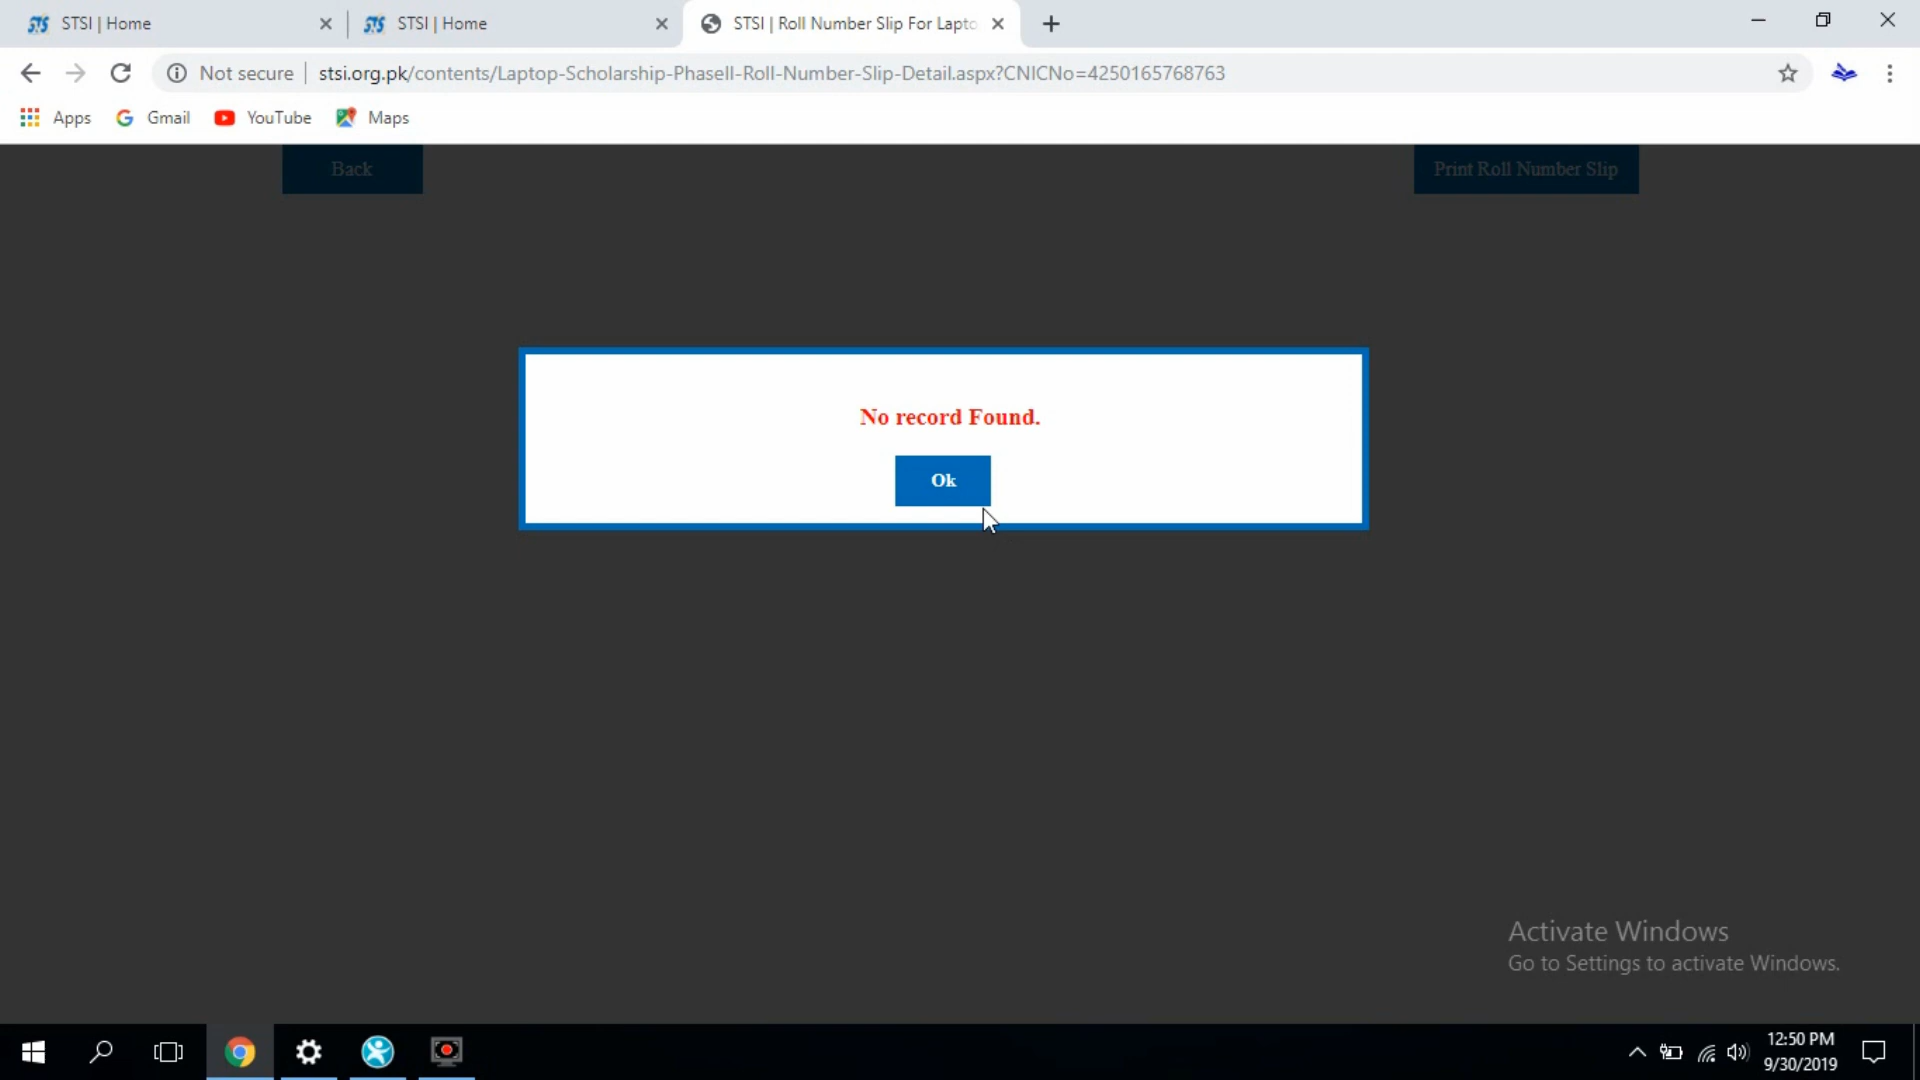 STSI | Home
STSI | Home
STSI | Roll Number Slip For Lapto
Not secure
stsi.org.pk/contents/Laptop-Scholarship-PhaseII-Roll-Number-Slip-Detail.aspx?CNICNo=4250165768763
Apps
Gmail
YouTube
Maps
Back
Print Roll Number Slip
No record Found.
Ok
Activate Windows
Go to Settings to activate Windows.
12:50 PM
9/30/2019